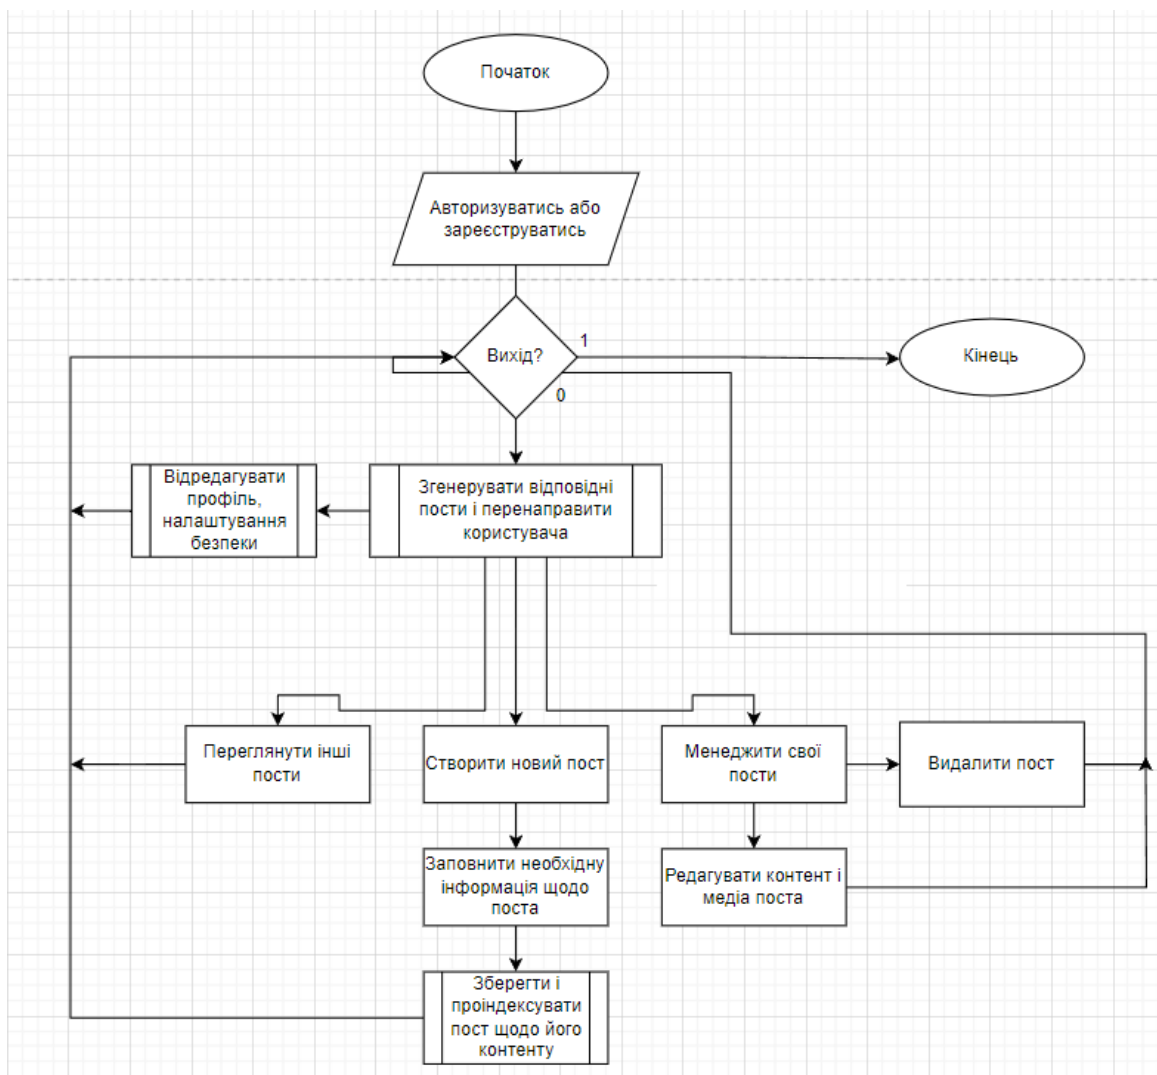 Початок
Авторизуватись або
зареєструватись
Вихід?
1
Кінець
0
Відредагувати
профіль,
налаштування
безпеки
Згенерувати відповідні
пости і перенаправити
користувача
Переглянути інші
пости
Створити новий пост
Менеджити свої
пости
Видалити пост
Заповнити необхідну
інформація щодо
поста
Редагувати контент і
медіа поста
Зберегти і
проіндексувати
пост щодо його
контенту